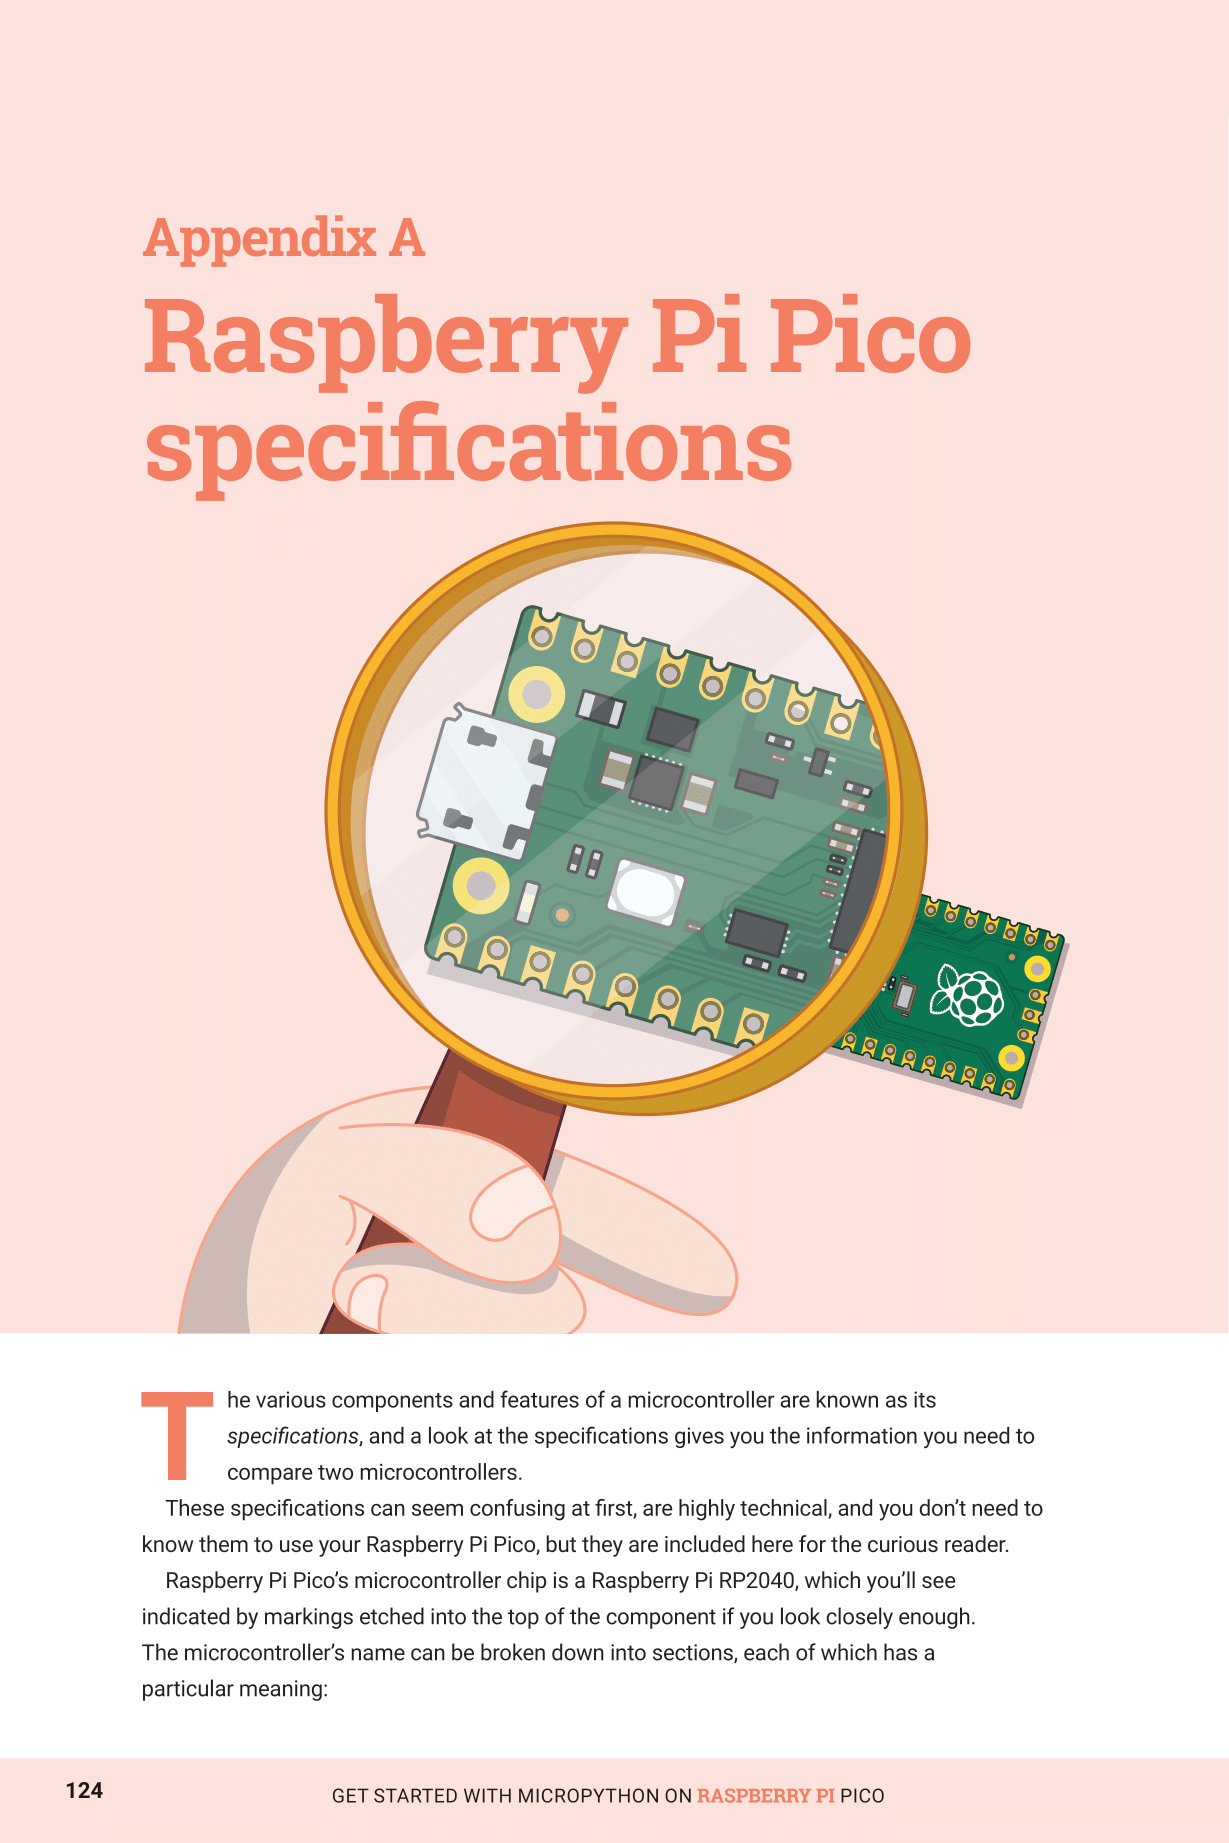 Appendix A
Raspberry Pi Pico
specifications
The various components and features of a microcontroller are known as its
specifications, and a look at the specifications gives you the information you need to
compare two microcontrollers.
These specifications can seem confusing at first, are highly technical, and you don’t need to
know them to use your Raspberry Pi Pico, but they are included here for the curious reader.
Raspberry Pi Pico’s microcontroller chip is a Raspberry Pi RP2040, which you’ll see
indicated by markings etched into the top of the component if you look closely enough.
The microcontroller’s name can be broken down into sections, each of which has a
particular meaning:
124
GET STARTED WITH MICROPYTHON ON RASPBERRY PI PICO